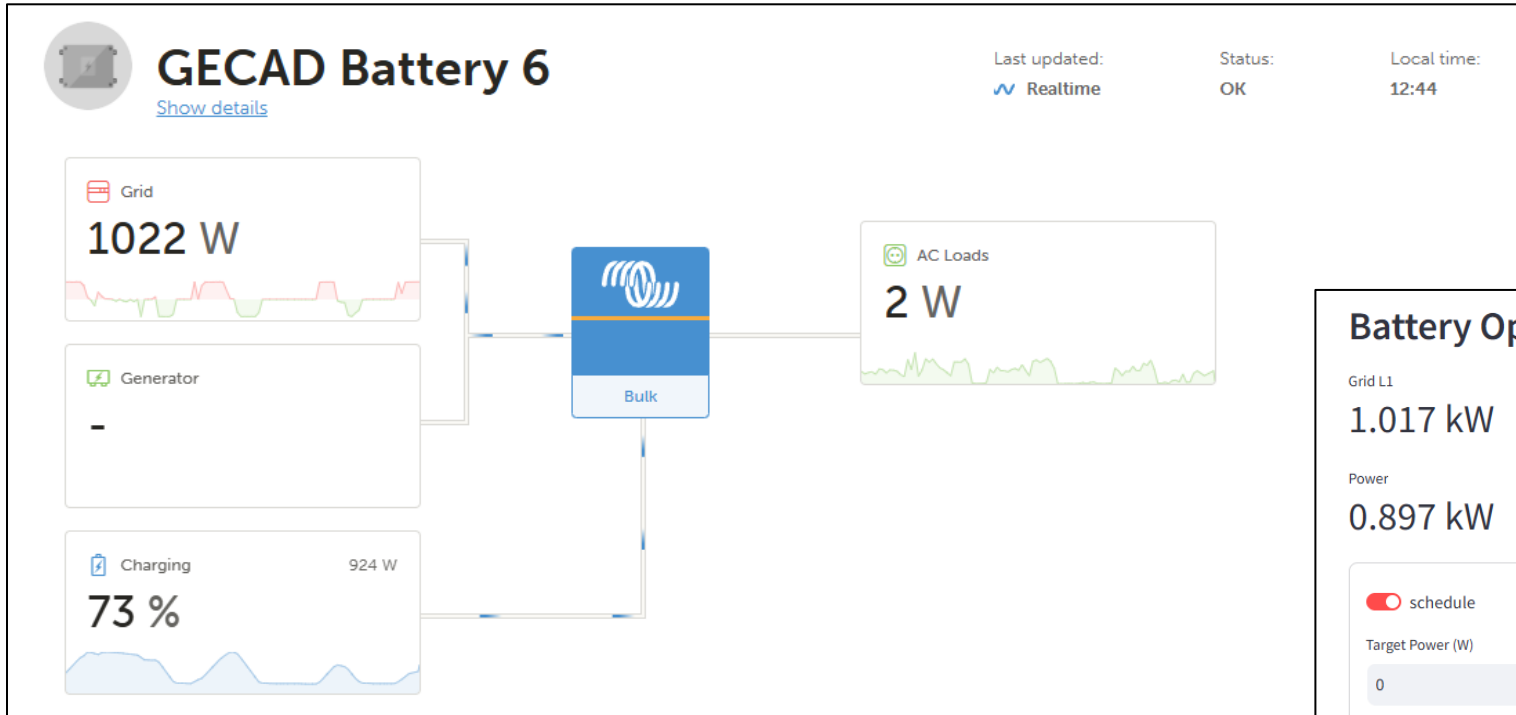 GECAD Battery 6
Show details
Last updated:
Realtime
Status:
OK
Local time:
12:44
Grid
1022 W
Generator
-
Charging
924 W
73 %
Bulk
AC Loads
2 W
Battery Op
Grid L1
1.017 kW
Power
0.897 kW
schedule
Target Power (W)
0